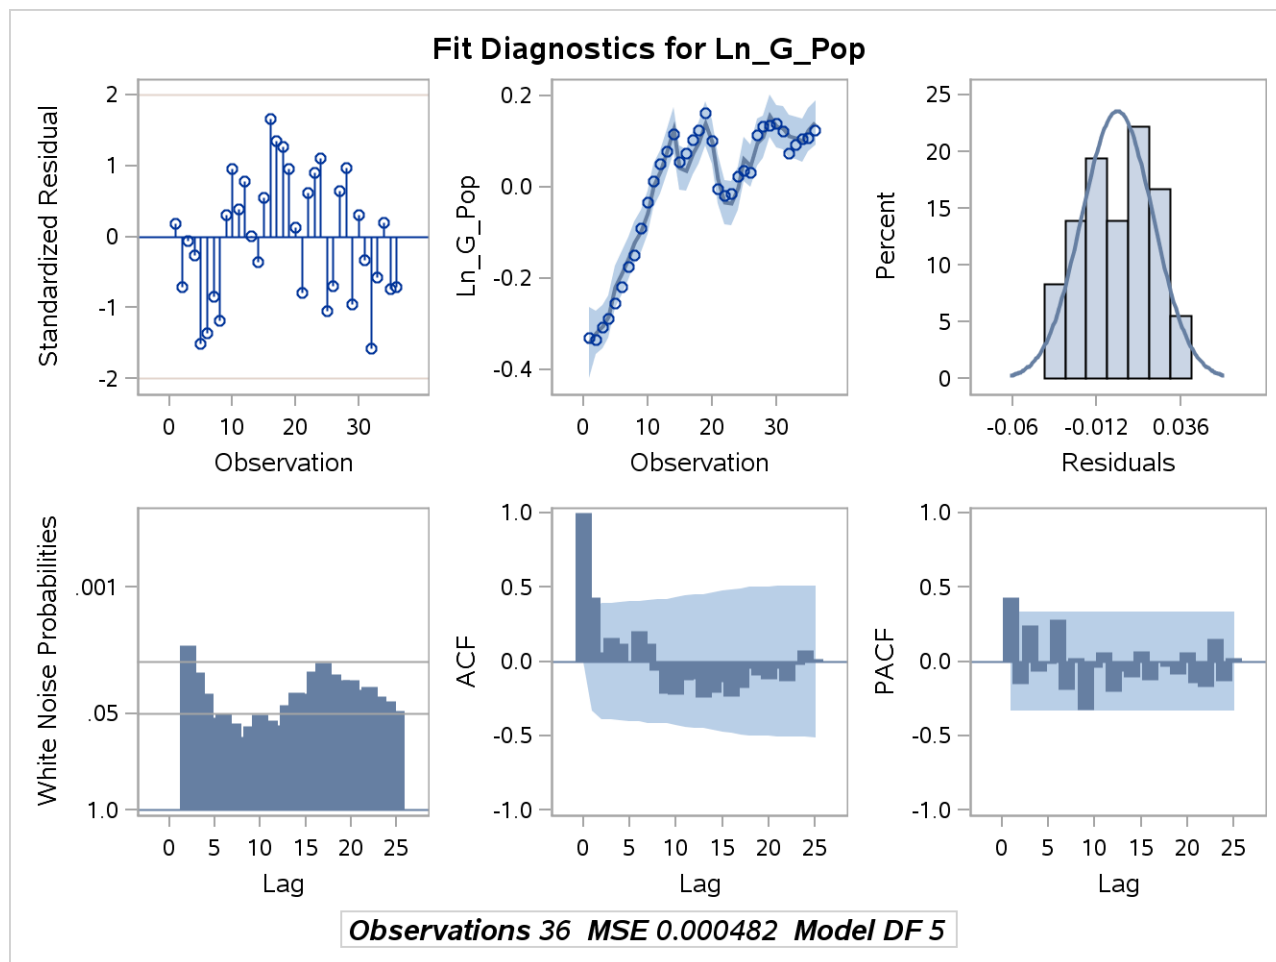 Fit Diagnostics for Ln_G_Pop
Standardized Residual
2
1
0
-1
-2
0 10 20 30
Observation
Ln_G_Pop
0.2
0.0
-0.2
-0.4
0 10 20 30
Observation
Percent
25
20
15
10
5
0
-0.06 -0.012 0.036
Residuals
White Noise Probabilities
.001
.05
1.0
0 5 10 15 20 25
Lag
ACF
1.0
0.5
0.0
-0.5
-1.0
0 5 10 15 20 25
Lag
PACF
1.0
0.5
0.0
-0.5
-1.0
0 5 10 15 20 25
Lag
Observations 36 MSE 0.000482 Model DF 5